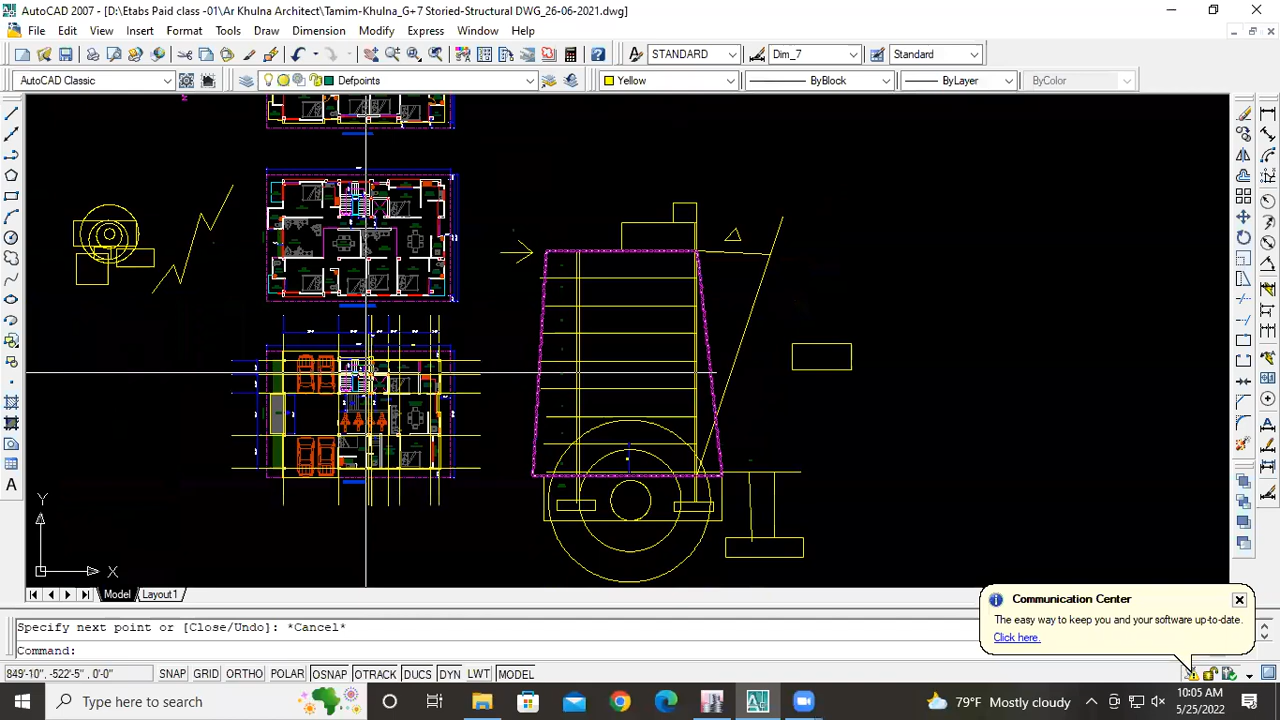 AutoCAD 2007 - [D:\Etabs Paid class -01\Ar Khulna Architect\Tamim-Khulna_G+7 Storied-Structural DWG_26-06-2021.dwg]
File Edit View Insert Format Tools Draw Dimension Modify Express Window Help
STANDARD Dim_7 Standard
AutoCAD Classic Defpoints Yellow ByBlock ByLayer ByColor
Y
X
Model Layout1
Specify next point or [Close/Undo]: *Cancel*
Command:
Communication Center
The easy way to keep you and your software up-to-date.
Click here.
849'-10", -522'-5", 0'-0" SNAP GRID ORTHO POLAR OSNAP OTRACK DUCS DYN LWT MODEL
Type here to search
79°F Mostly cloudy
10:05 AM
5/25/2022